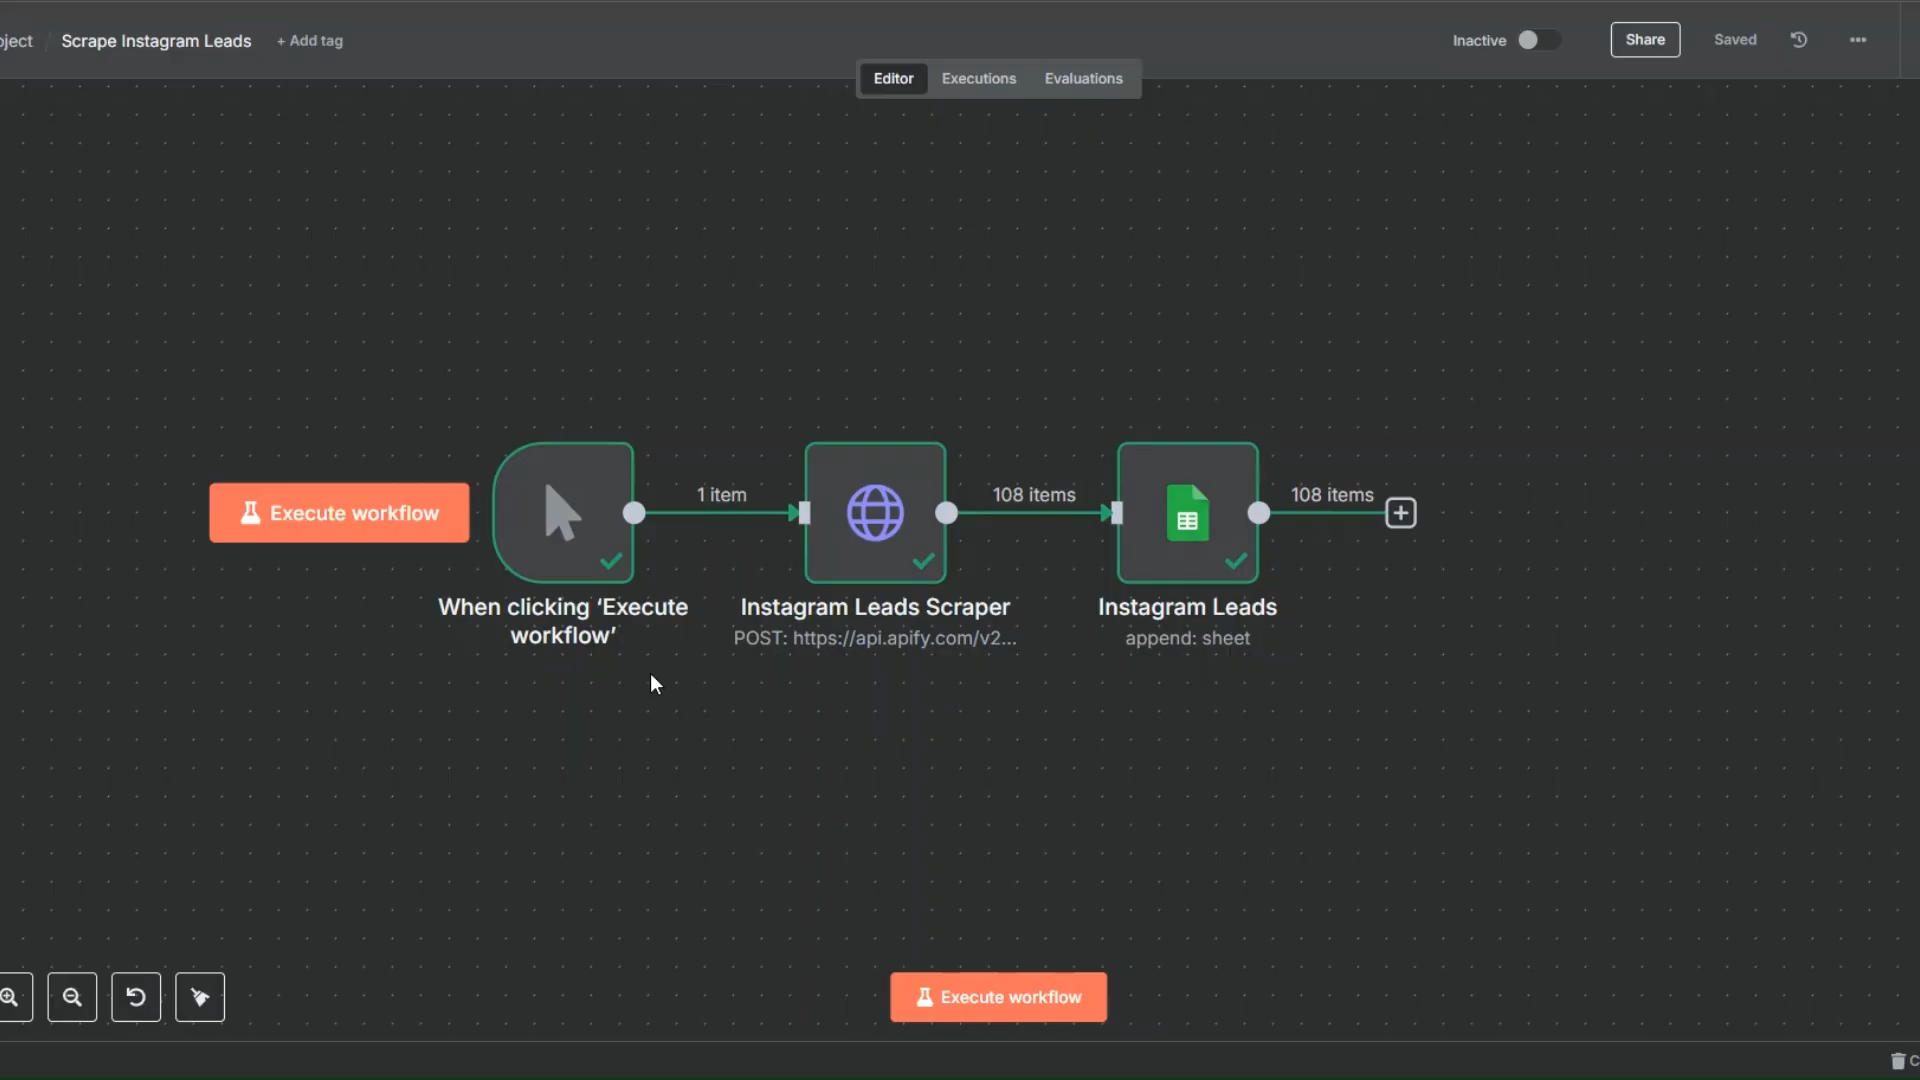 oject / Scrape Instagram Leads + Add tag
Inactive Share Saved
Editor Executions Evaluations
1 item 108 items 108 items
Execute workflow
When clicking ‘Execute
workflow’
Instagram Leads Scraper
POST: https://api.apify.com/v2...
Instagram Leads
append: sheet
Execute workflow
C